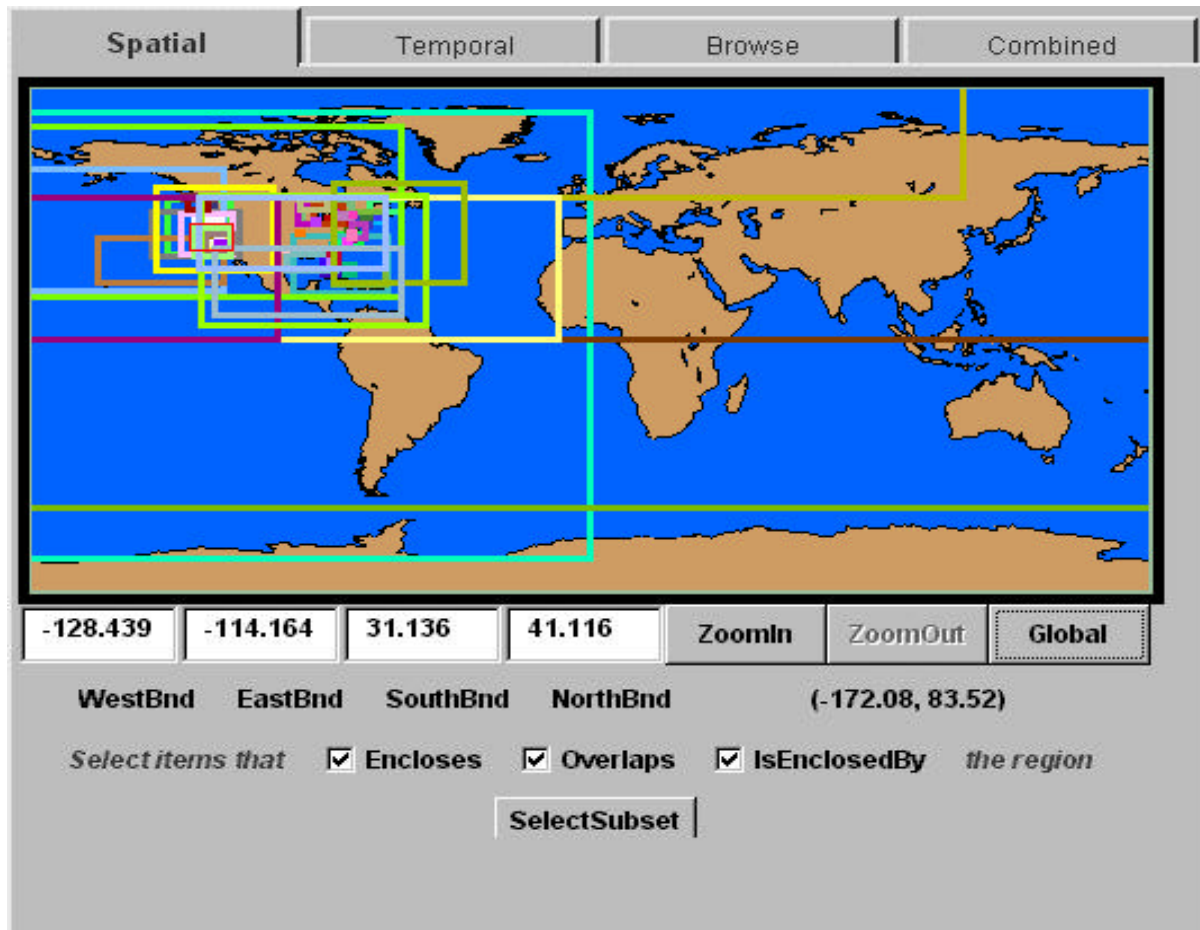 Spatial Temporal Browse Combined
-128.439 -114.164 31.136 41.116 ZoomIn ZoomOut Global
WestBnd EastBnd SouthBnd NorthBnd (-172.08, 83.52)
Select items that Encloses Overlaps IsEnclosedBy the region
SelectSubset